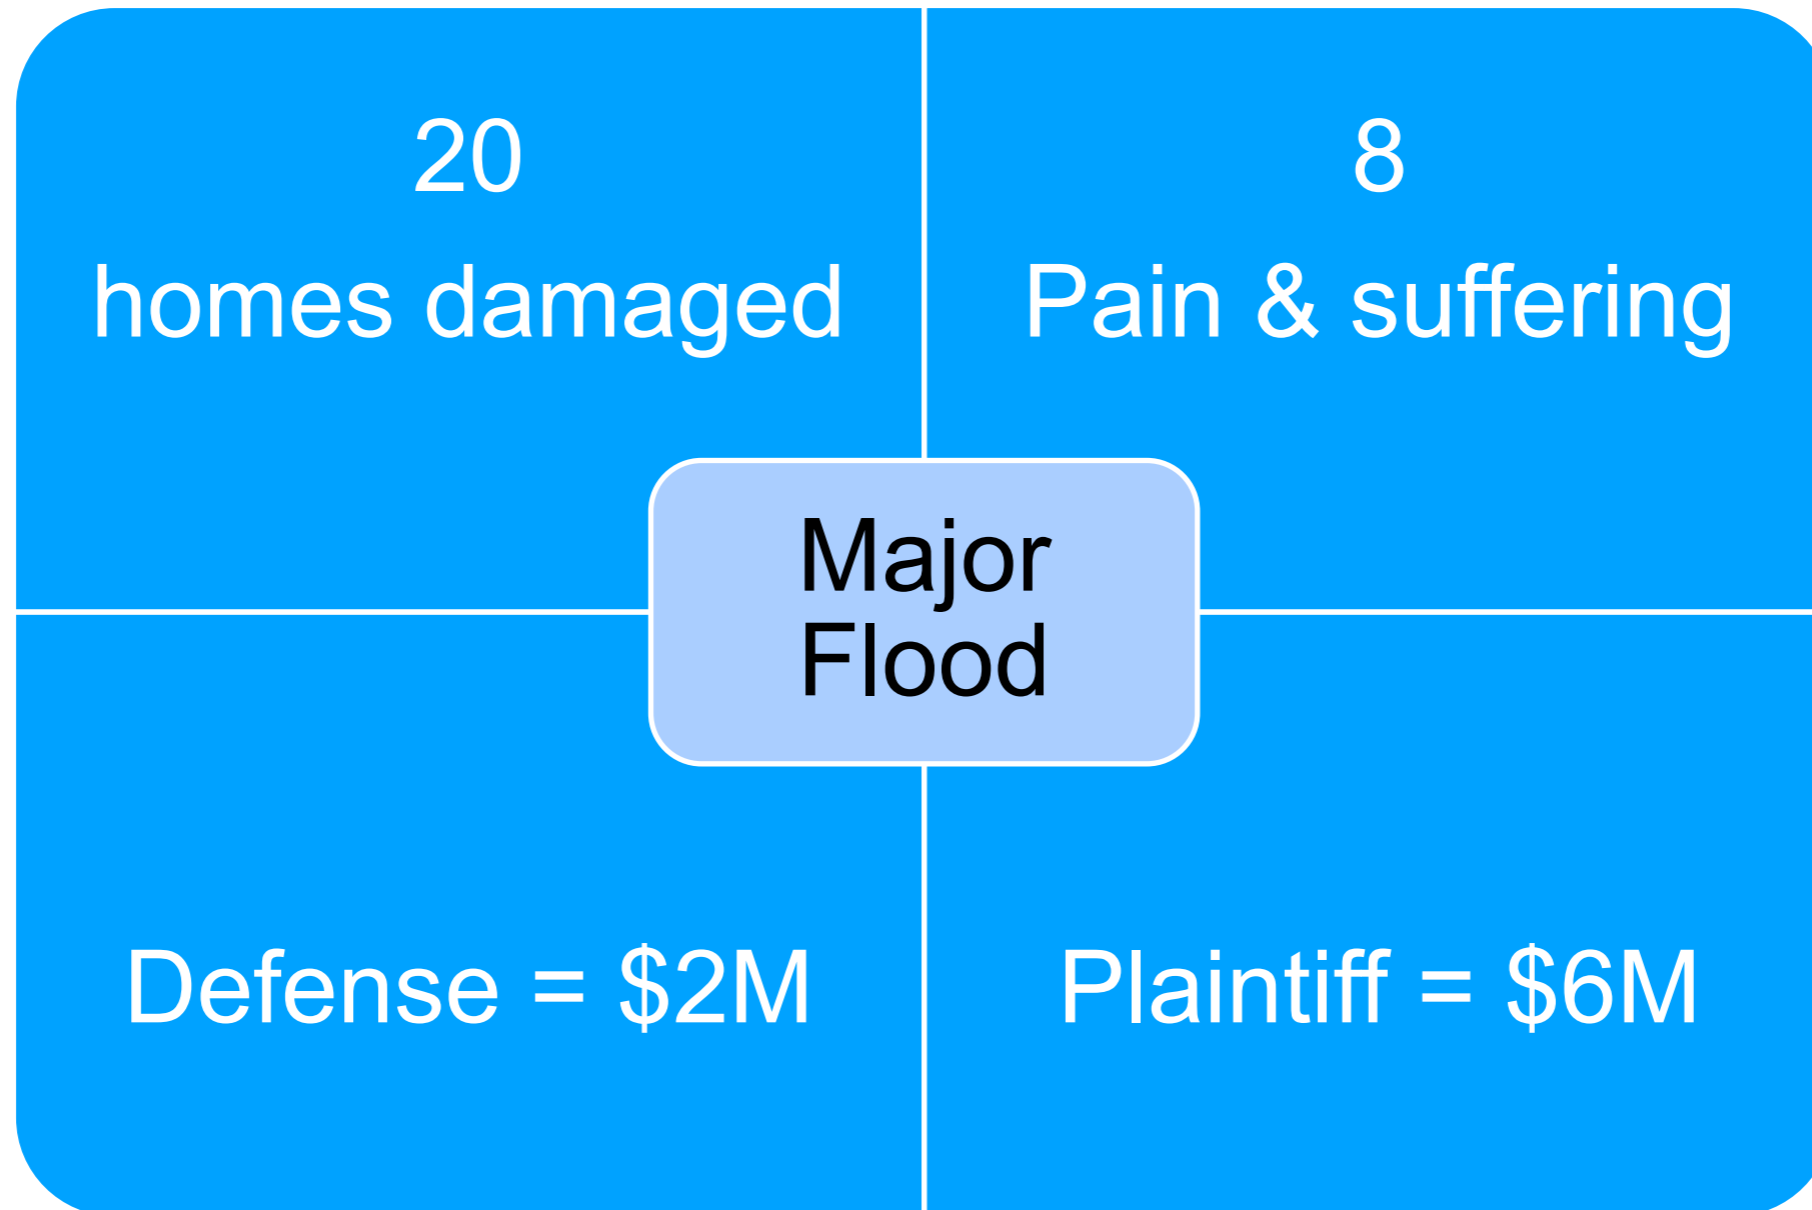 20
homes damaged
8
Pain & suffering
Major
Flood
Defense = $2M
Plaintiff = $6M